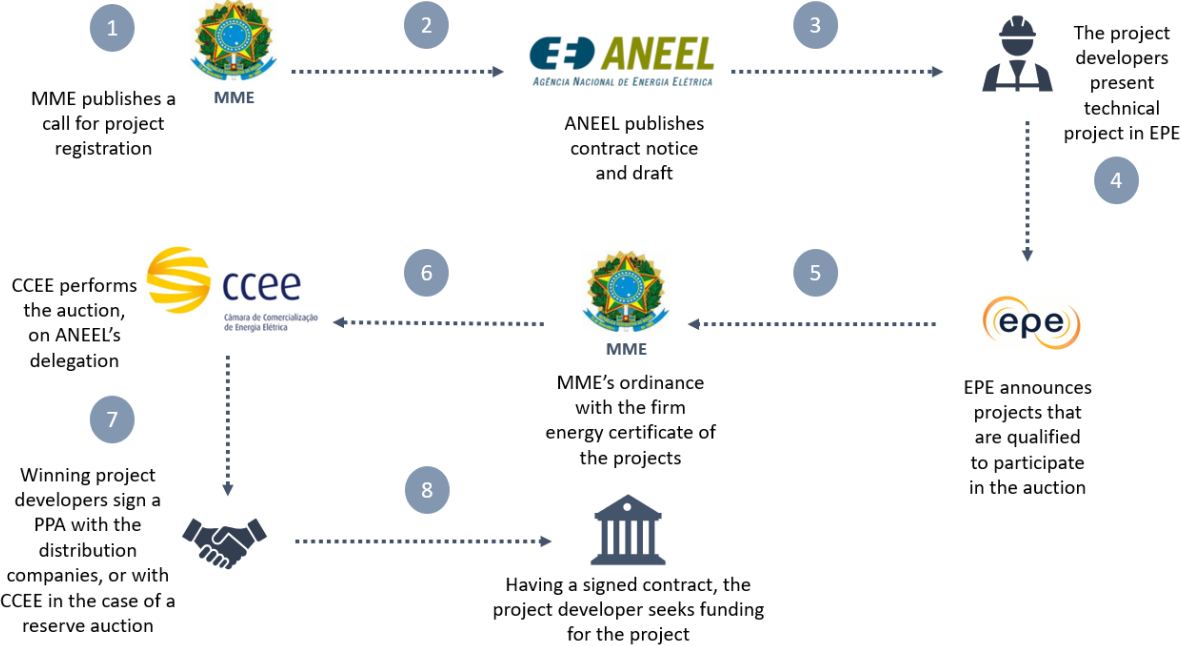 1
MME
MME publishes a
call for project
registration
2
ANEEL
AGÊNCIA NACIONAL DE ENERGIA ELÉTRICA
ANEEL publishes
contract notice
and draft
3
The project
developers
present
technical
project in EPE
4
epe
EPE announces
projects that
are qualified
to participate
in the auction
5
MME
MME’s ordinance
with the firm
energy certificate of
the projects
6
ccee
Câmara de Comercialização
de Energia Elétrica
CCEE performs
the auction,
on ANEEL’s
delegation
7
Winning project
developers sign a
PPA with the
distribution
companies, or with
CCEE in the case of a
reserve auction
8
Having a signed contract, the
project developer seeks funding
for the project